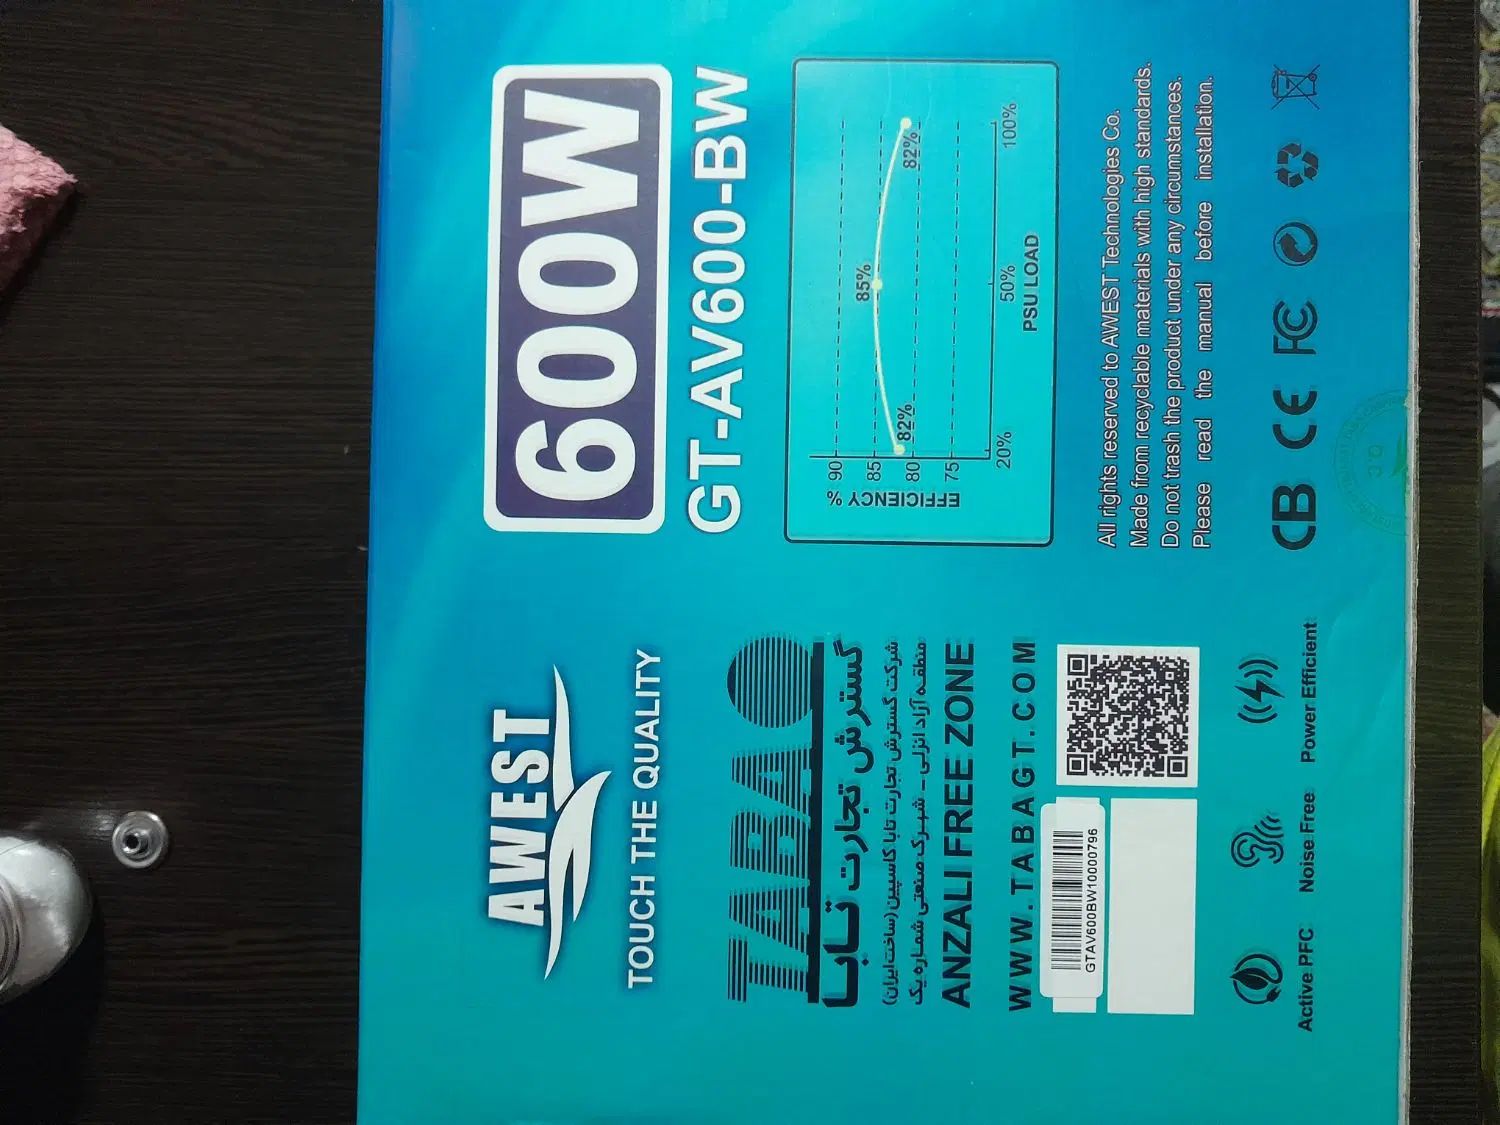 AWEST
TOUCH THE QUALITY
TABA
گسترش تجارت تابا
شرکت گسترش تجارت تابا کاسپین (ساخت ایران)
منطقه آزاد انزلی - شهرک صنعتی شماره یک
ANZALI FREE ZONE
WWW.TABAGT.COM
GTAV600BW10000796
Active PFC
Noise Free
Power Efficient
600W
GT-AV600-BW
EFFICIENCY %
90
85
80
75
82%
85%
82%
20%
50%
100%
PSU LOAD
All rights reserved to AWEST Technologies Co.
Made from recyclable materials with high standards.
Do not trash the product under any circumstances.
Please read the manual before installation.
CB CE FC